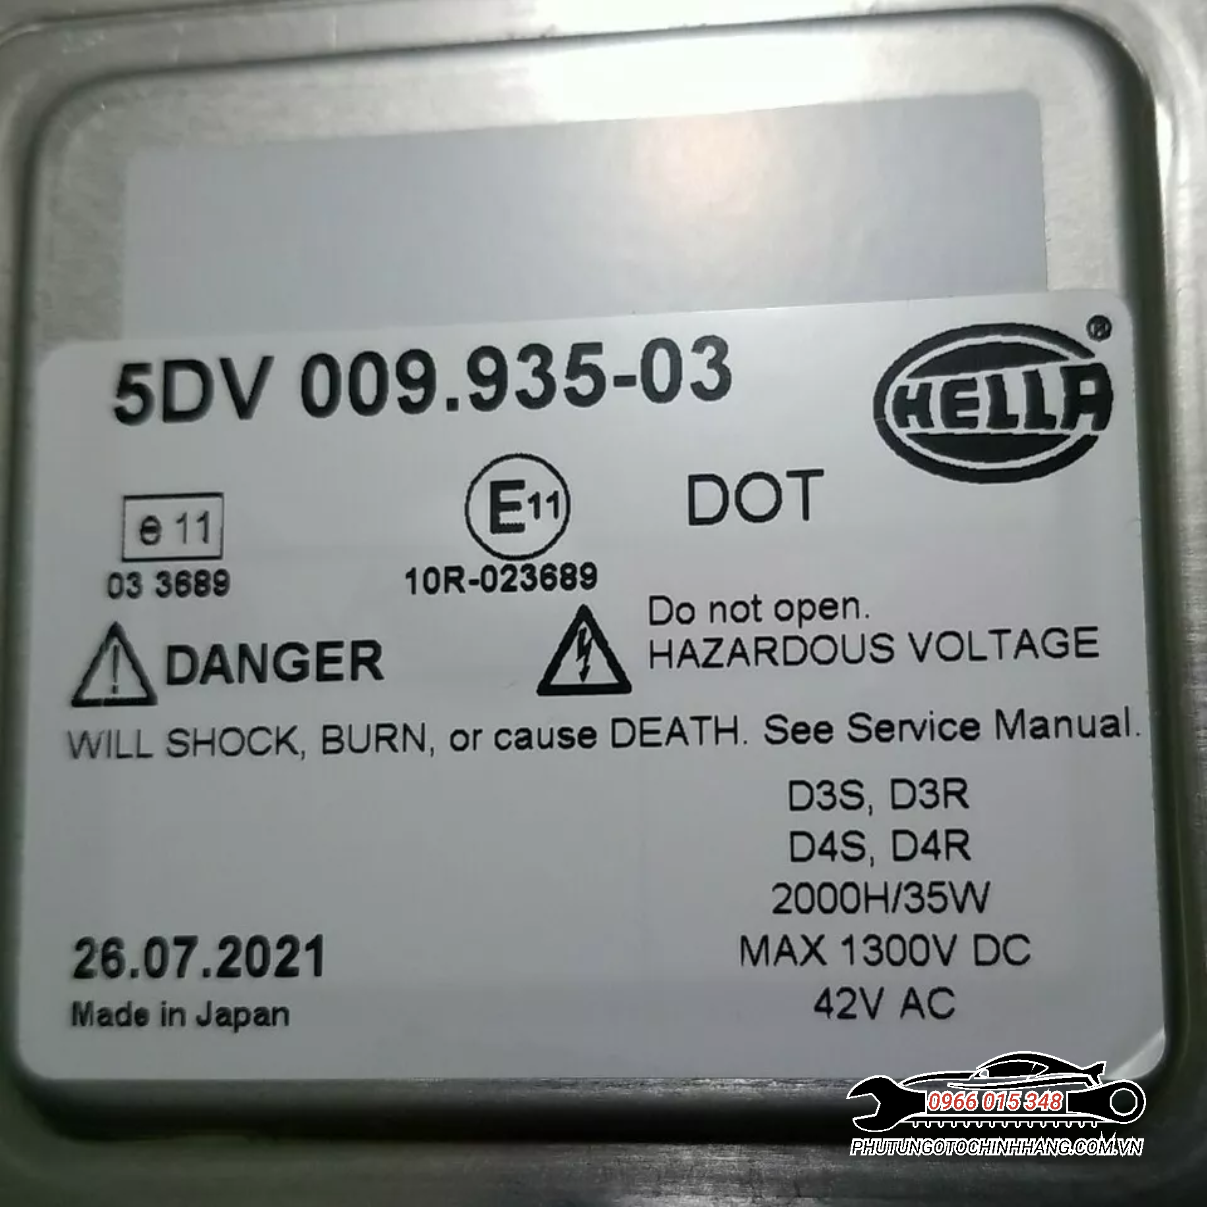 5DV 009.935-03
HELLA®
e 11
03 3689
E11
10R-023689
DOT
DANGER
Do not open.
HAZARDOUS VOLTAGE
WILL SHOCK, BURN, or cause DEATH. See Service Manual.
D3S, D3R
D4S, D4R
2000H/35W
MAX 1300V DC
42V AC
26.07.2021
Made in Japan
0966 015 348
PHUTUNGOTOCHINHHANG.COM.VN